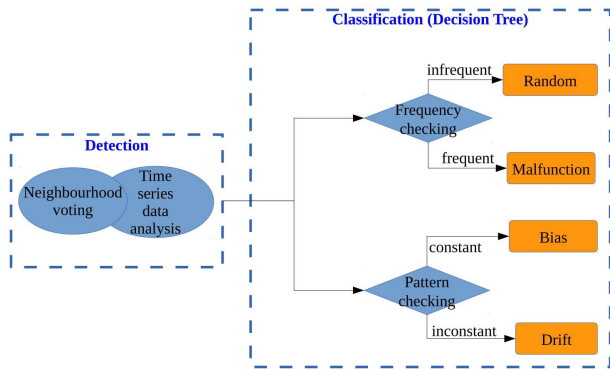 Classification (Decision Tree)
infrequent
Random
Frequency
checking
frequent
Malfunction
Detection
Neighbourhood
voting
Time
series
data
analysis
constant
Bias
Pattern
checking
inconstant
Drift